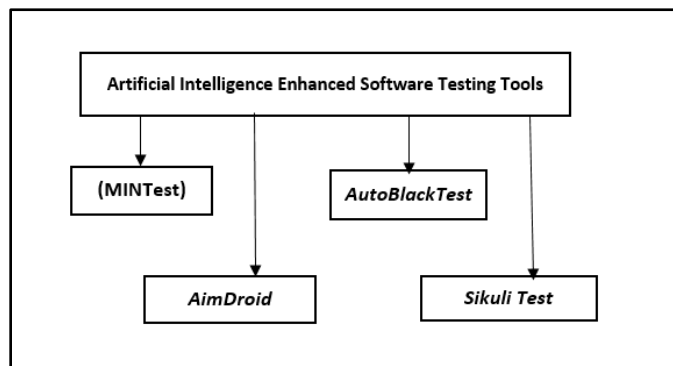 Artificial Intelligence Enhanced Software Testing Tools
(MINTest)
AutoBlackTest
AimDroid
Sikuli Test